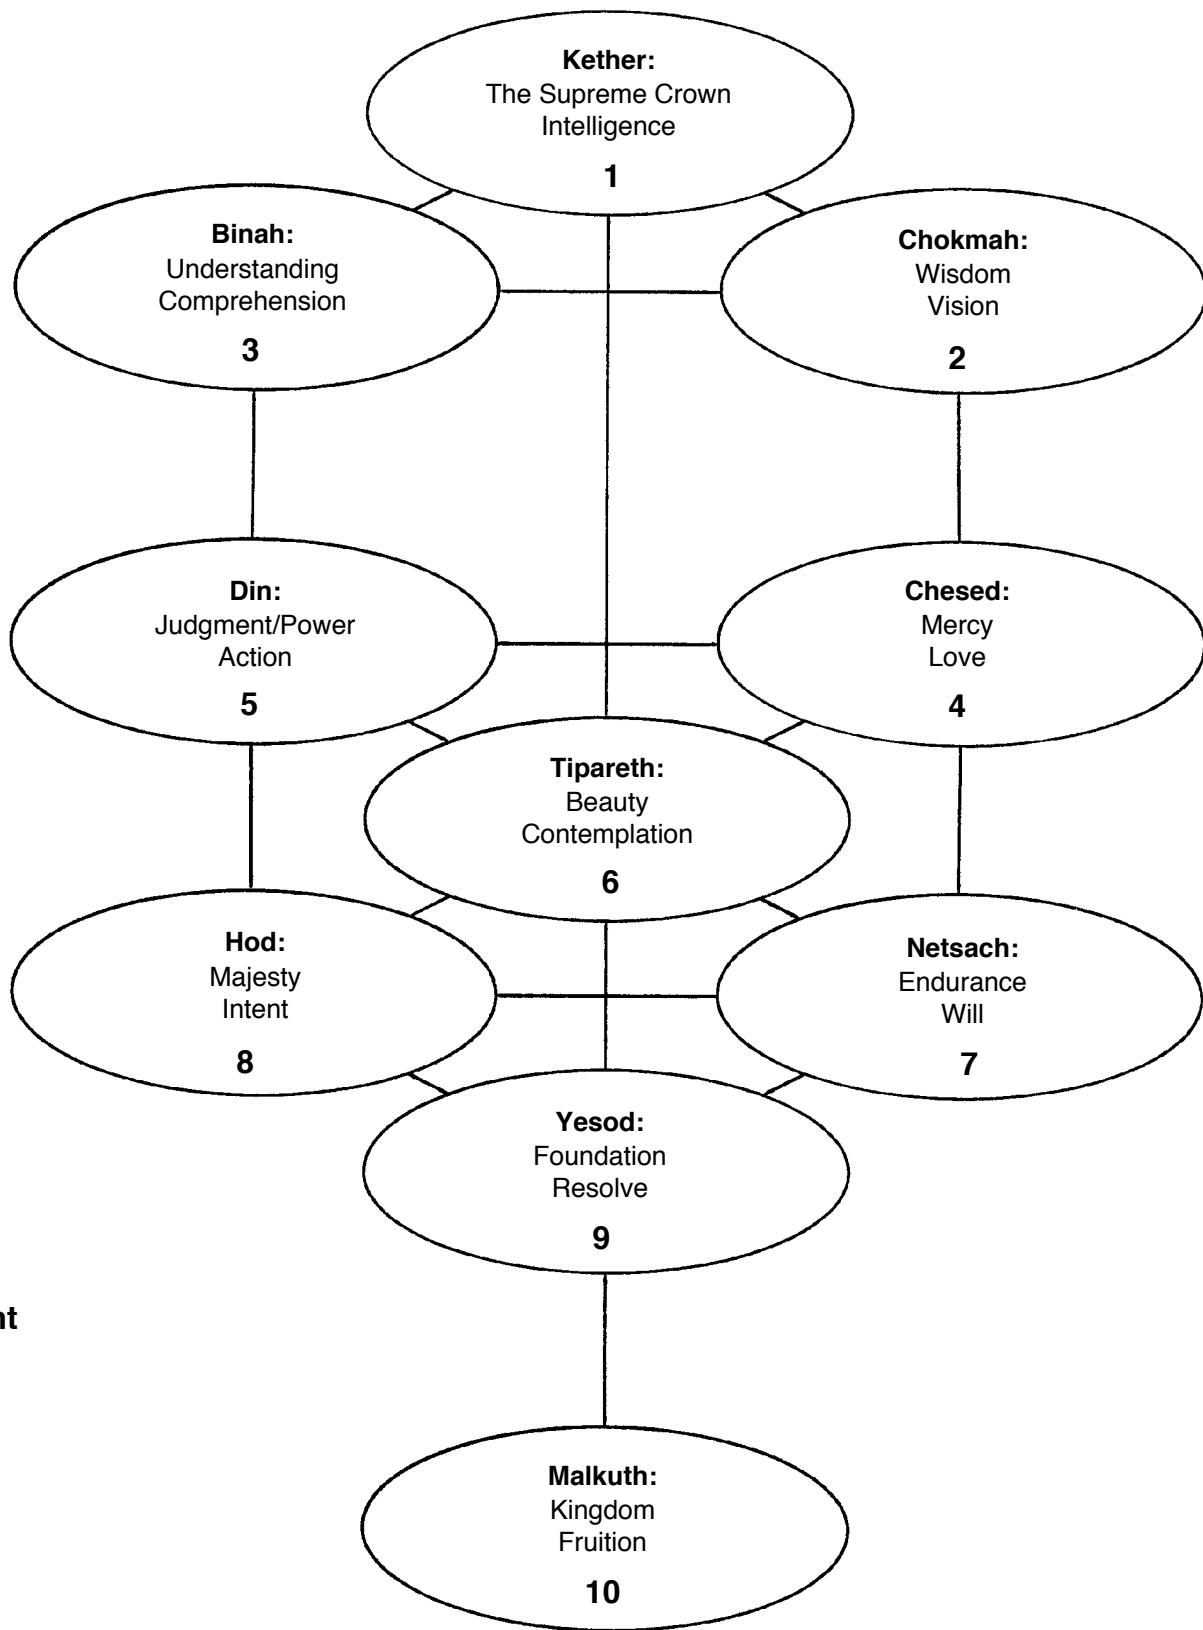 Kether:
The Supreme Crown
Intelligence
1
Binah:
Understanding
Comprehension
3
Chokmah:
Wisdom
Vision
2
Din:
Judgment/Power
Action
5
Chesed:
Mercy
Love
4
Tipareth:
Beauty
Contemplation
6
Hod:
Majesty
Intent
8
Netsach:
Endurance
Will
7
Yesod:
Foundation
Resolve
9
nt
Malkuth:
Kingdom
Fruition
10